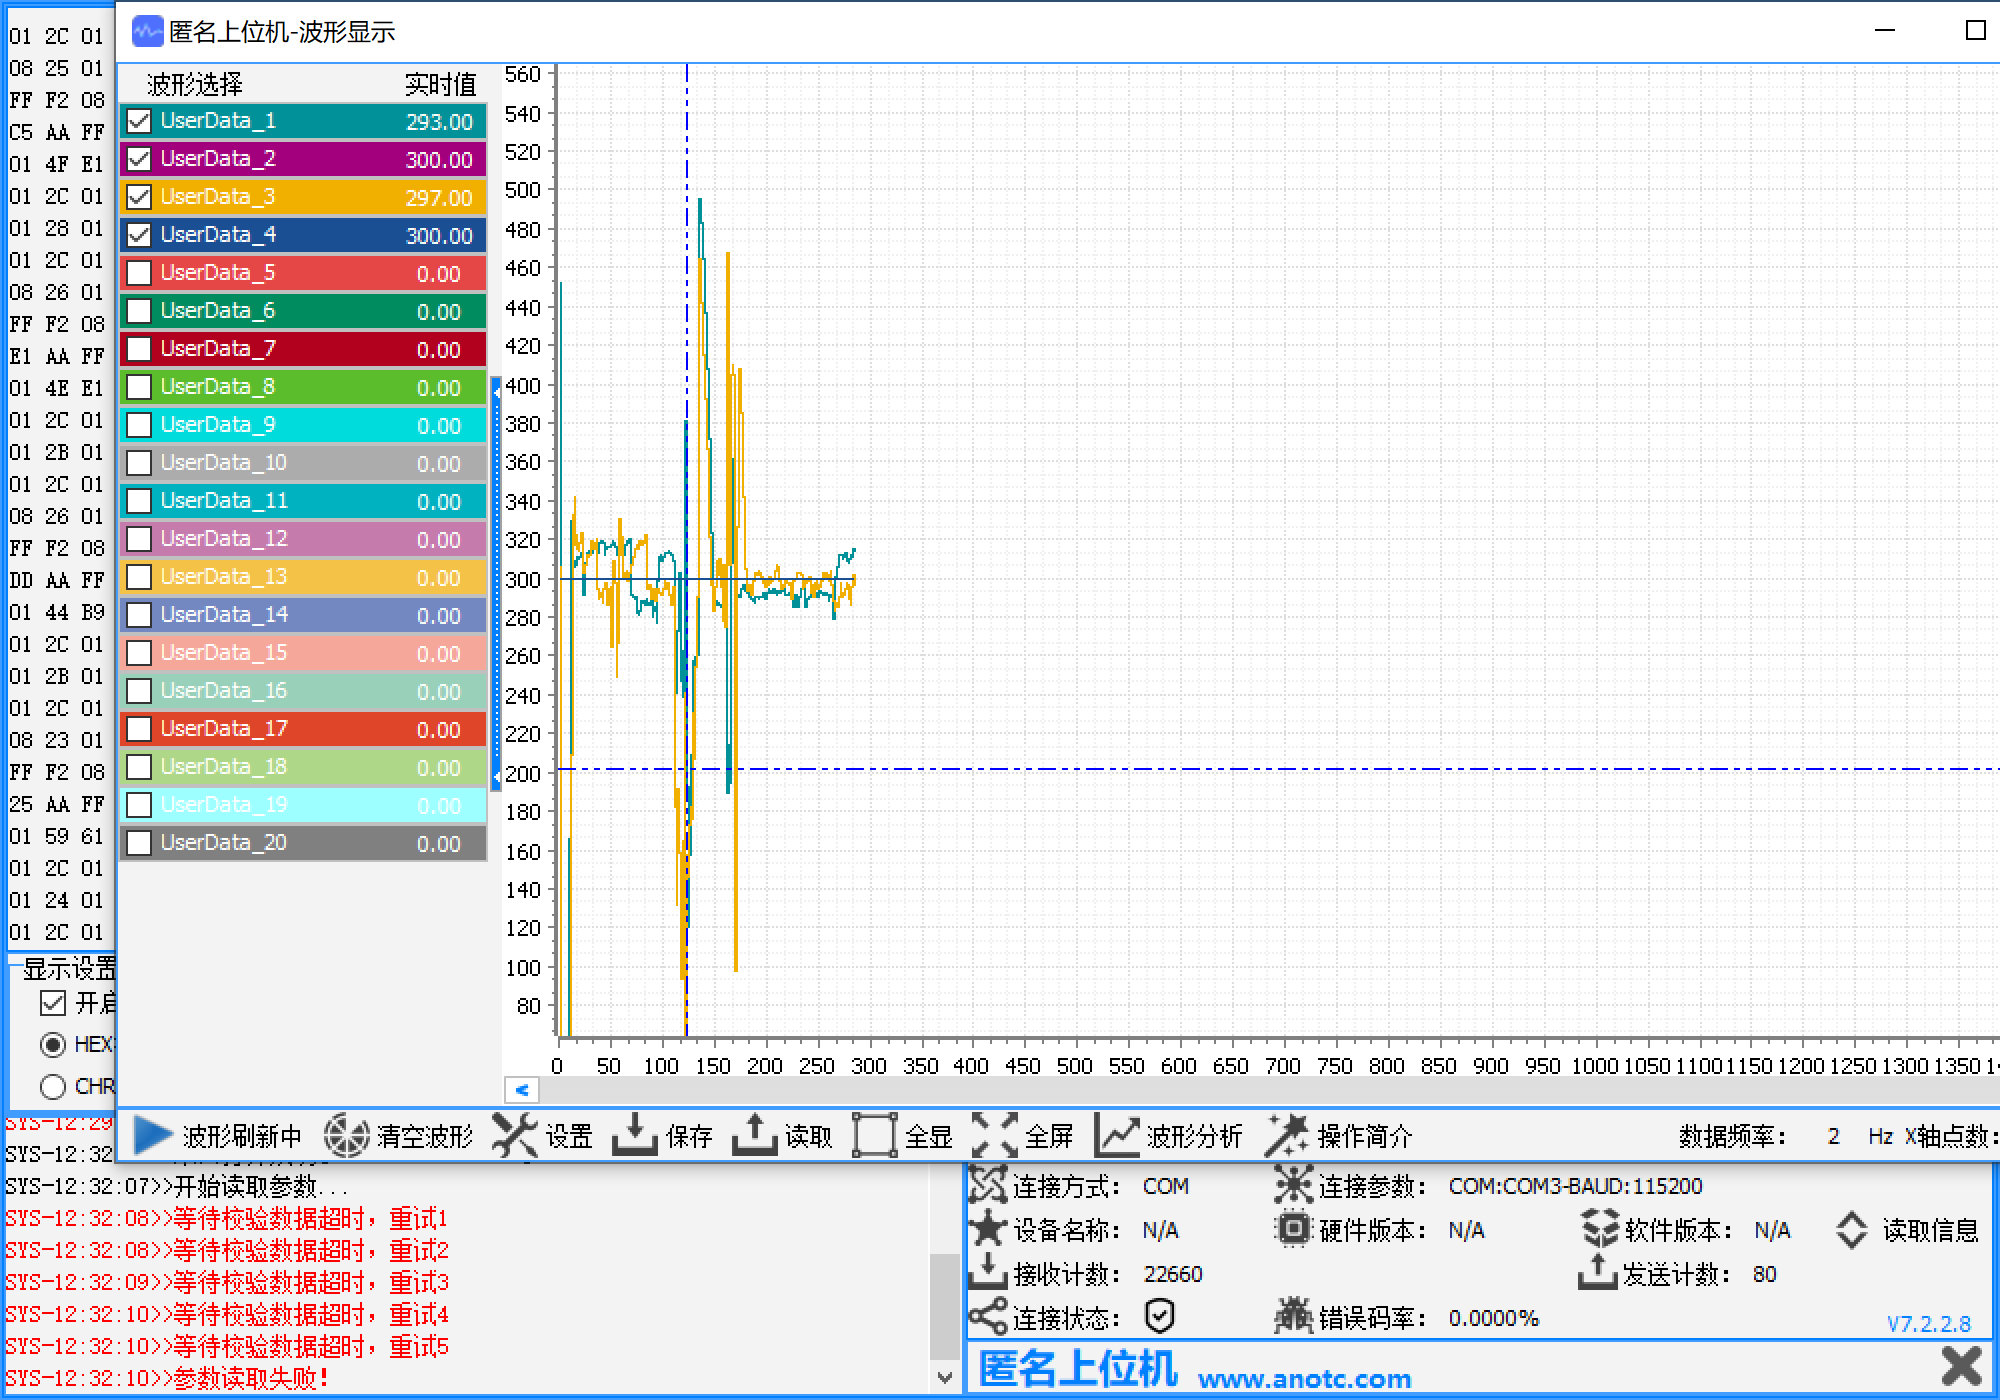 匿名上位机-波形显示
01 2C 01
08 25 01
FF F2 08
C5 AA FF
01 4F E1
01 2C 01
01 28 01
01 2C 01
08 26 01
FF F2 08
E1 AA FF
01 4E E1
01 2C 01
01 2B 01
01 2C 01
08 26 01
FF F2 08
DD AA FF
01 44 B9
01 2C 01
01 2B 01
01 2C 01
08 23 01
FF F2 08
25 AA FF
01 59 61
01 2C 01
01 24 01
01 2C 01
显示设置
开启
HEX
CHR
波形选择 实时值
UserData_1 293.00
UserData_2 300.00
UserData_3 297.00
UserData_4 300.00
UserData_5 0.00
UserData_6 0.00
UserData_7 0.00
UserData_8 0.00
UserData_9 0.00
UserData_10 0.00
UserData_11 0.00
UserData_12 0.00
UserData_13 0.00
UserData_14 0.00
UserData_15 0.00
UserData_16 0.00
UserData_17 0.00
UserData_18 0.00
UserData_19 0.00
UserData_20 0.00
560
540
520
500
480
460
440
420
400
380
360
340
320
300
280
260
240
220
200
180
160
140
120
100
80
0 50 100 150 200 250 300 350 400 450 500 550 600 650 700 750 800 850 900 950 1000 1050 1100 1150 1200 1250 1300 1350
<
波形刷新中 清空波形 设置 保存 读取 全显 全屏 波形分析 操作简介 数据频率: 2 Hz X轴点数:
SYS-12:29
SYS-12:32
SYS-12:32:07>>开始读取参数...
SYS-12:32:08>>等待校验数据超时，重试1
SYS-12:32:08>>等待校验数据超时，重试2
SYS-12:32:09>>等待校验数据超时，重试3
SYS-12:32:10>>等待校验数据超时，重试4
SYS-12:32:10>>等待校验数据超时，重试5
SYS-12:32:10>>参数读取失败!
连接方式: COM 连接参数: COM:COM3-BAUD:115200
设备名称: N/A 硬件版本: N/A 软件版本: N/A 读取信息
接收计数: 22660 发送计数: 80
连接状态: 错误码率: 0.0000%
V7.2.2.8
匿名上位机 www.anotc.com